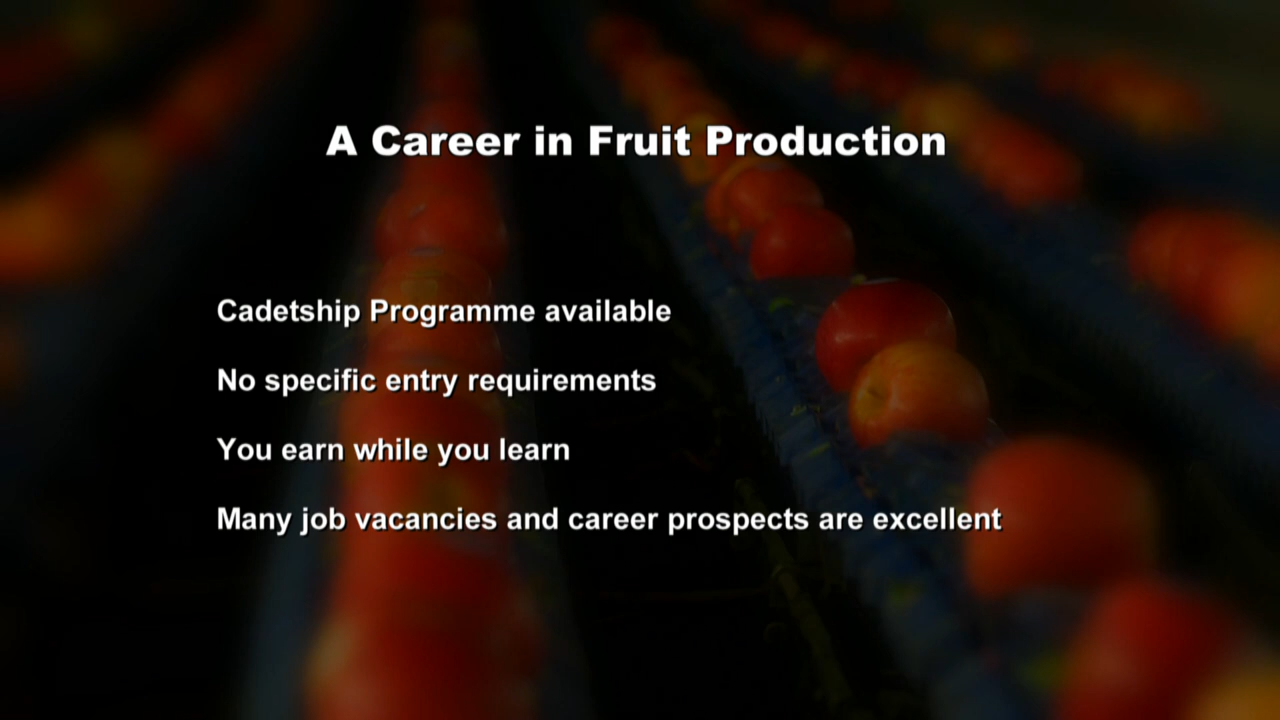 A Career in Fruit Production
Cadetship Programme available
No specific entry requirements
You earn while you learn
Many job vacancies and career prospects are excellent